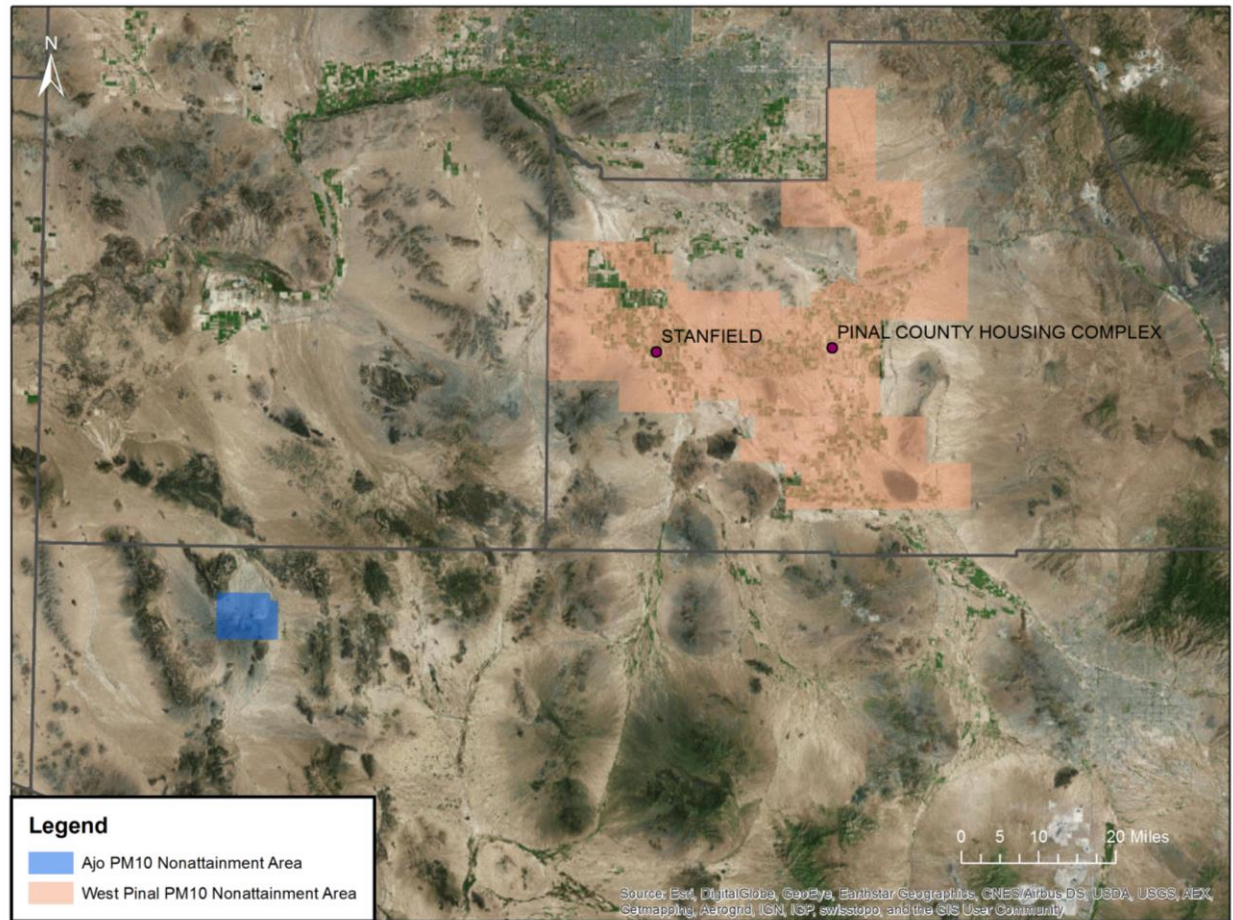 N
STANFIELD
PINAL COUNTY HOUSING COMPLEX
0 5 10 20 Miles
Legend
Ajo PM10 Nonattainment Area
West Pinal PM10 Nonattainment Area
Source: Esri, DigitalGlobe, GeoEye, Earthstar Geographics, CNES/Airbus DS, USDA, USGS, AEX,
Getmapping, Aerogrid, IGN, IGP, swisstopo, and the GIS User Community